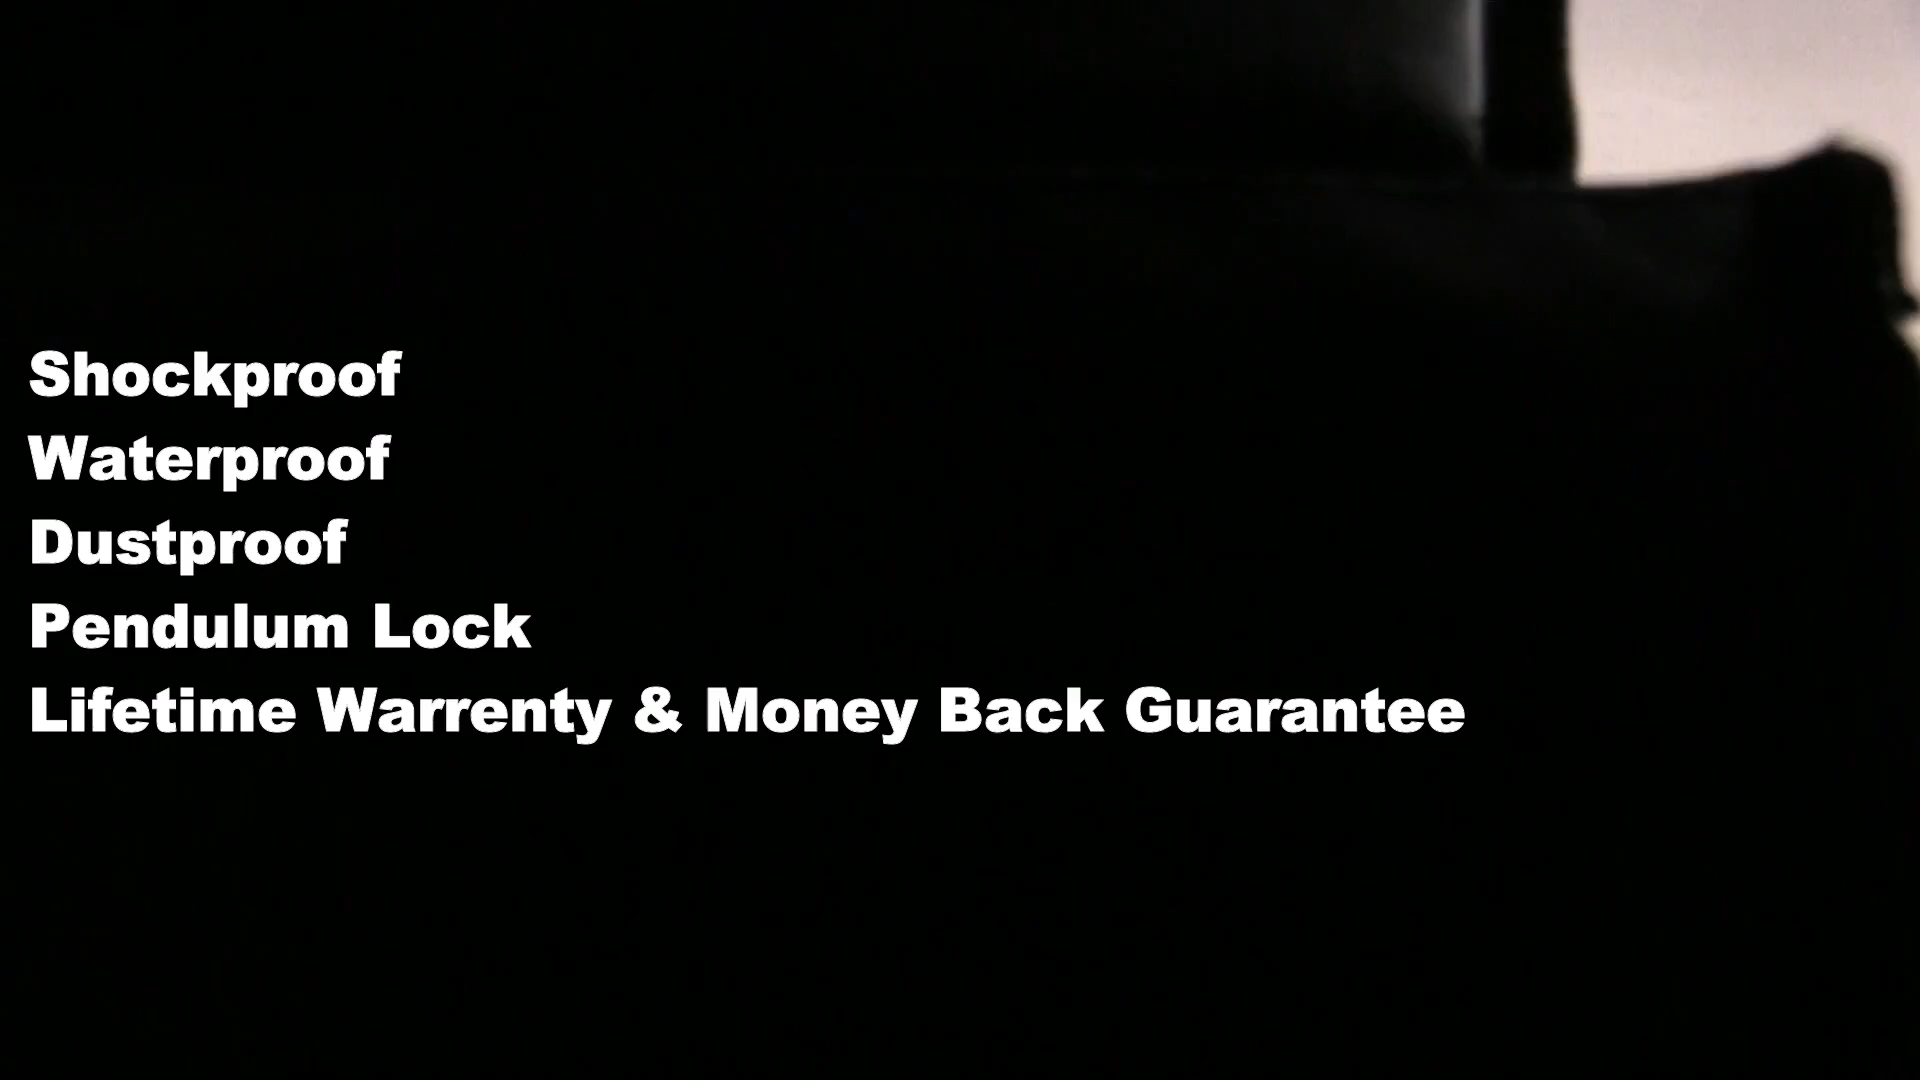 Shockproof
Waterproof
Dustproof
Pendulum Lock
Lifetime Warrenty & Money Back Guarantee